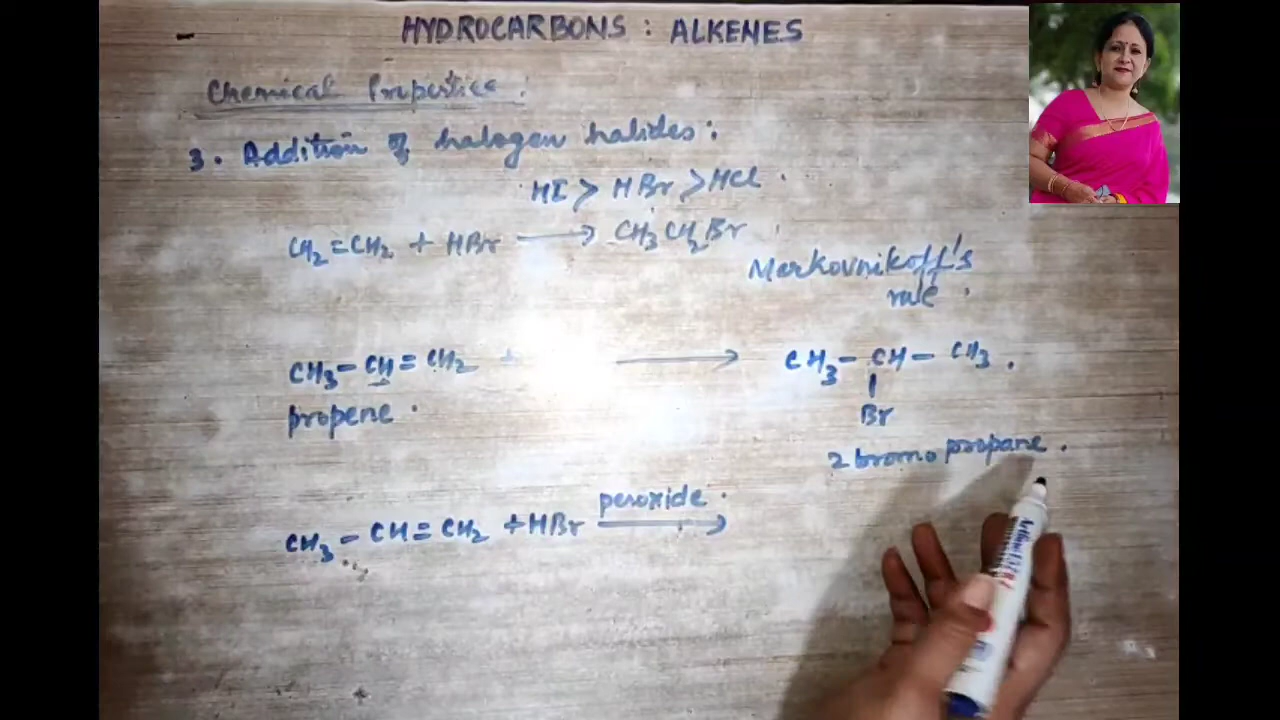 HYDROCARBONS : ALKENES
Chemical Properties :
3. Addition of halogen halides :
HI > HBr > HCl .
CH2=CH2 + HBr → CH3CH2Br
Markovnikoff's
rule .
CH3-CH=CH2 + → CH3-CH-CH3 .
Br
propene .
2 bromo propane .
CH3-CH=CH2 +HBr peroxide . →